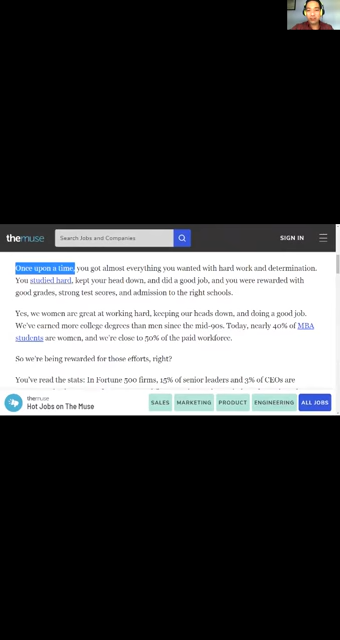 themuse
Search Jobs and Companies
SIGN IN
Once upon a time, you got almost everything you wanted with hard work and determination.
You studied hard, kept your head down, and did a good job, and you were rewarded with
good grades, strong test scores, and admission to the right schools.
Yes, we women are great at working hard, keeping our heads down, and doing a good job.
We've earned more college degrees than men since the mid-90s. Today, nearly 40% of MBA
students are women, and we're close to 50% of the paid workforce.
So we're being rewarded for those efforts, right?
You've read the stats: In Fortune 500 firms, 15% of senior leaders and 3% of CEOs are
themuse
Hot Jobs on The Muse
SALES
MARKETING
PRODUCT
ENGINEERING
ALL JOBS